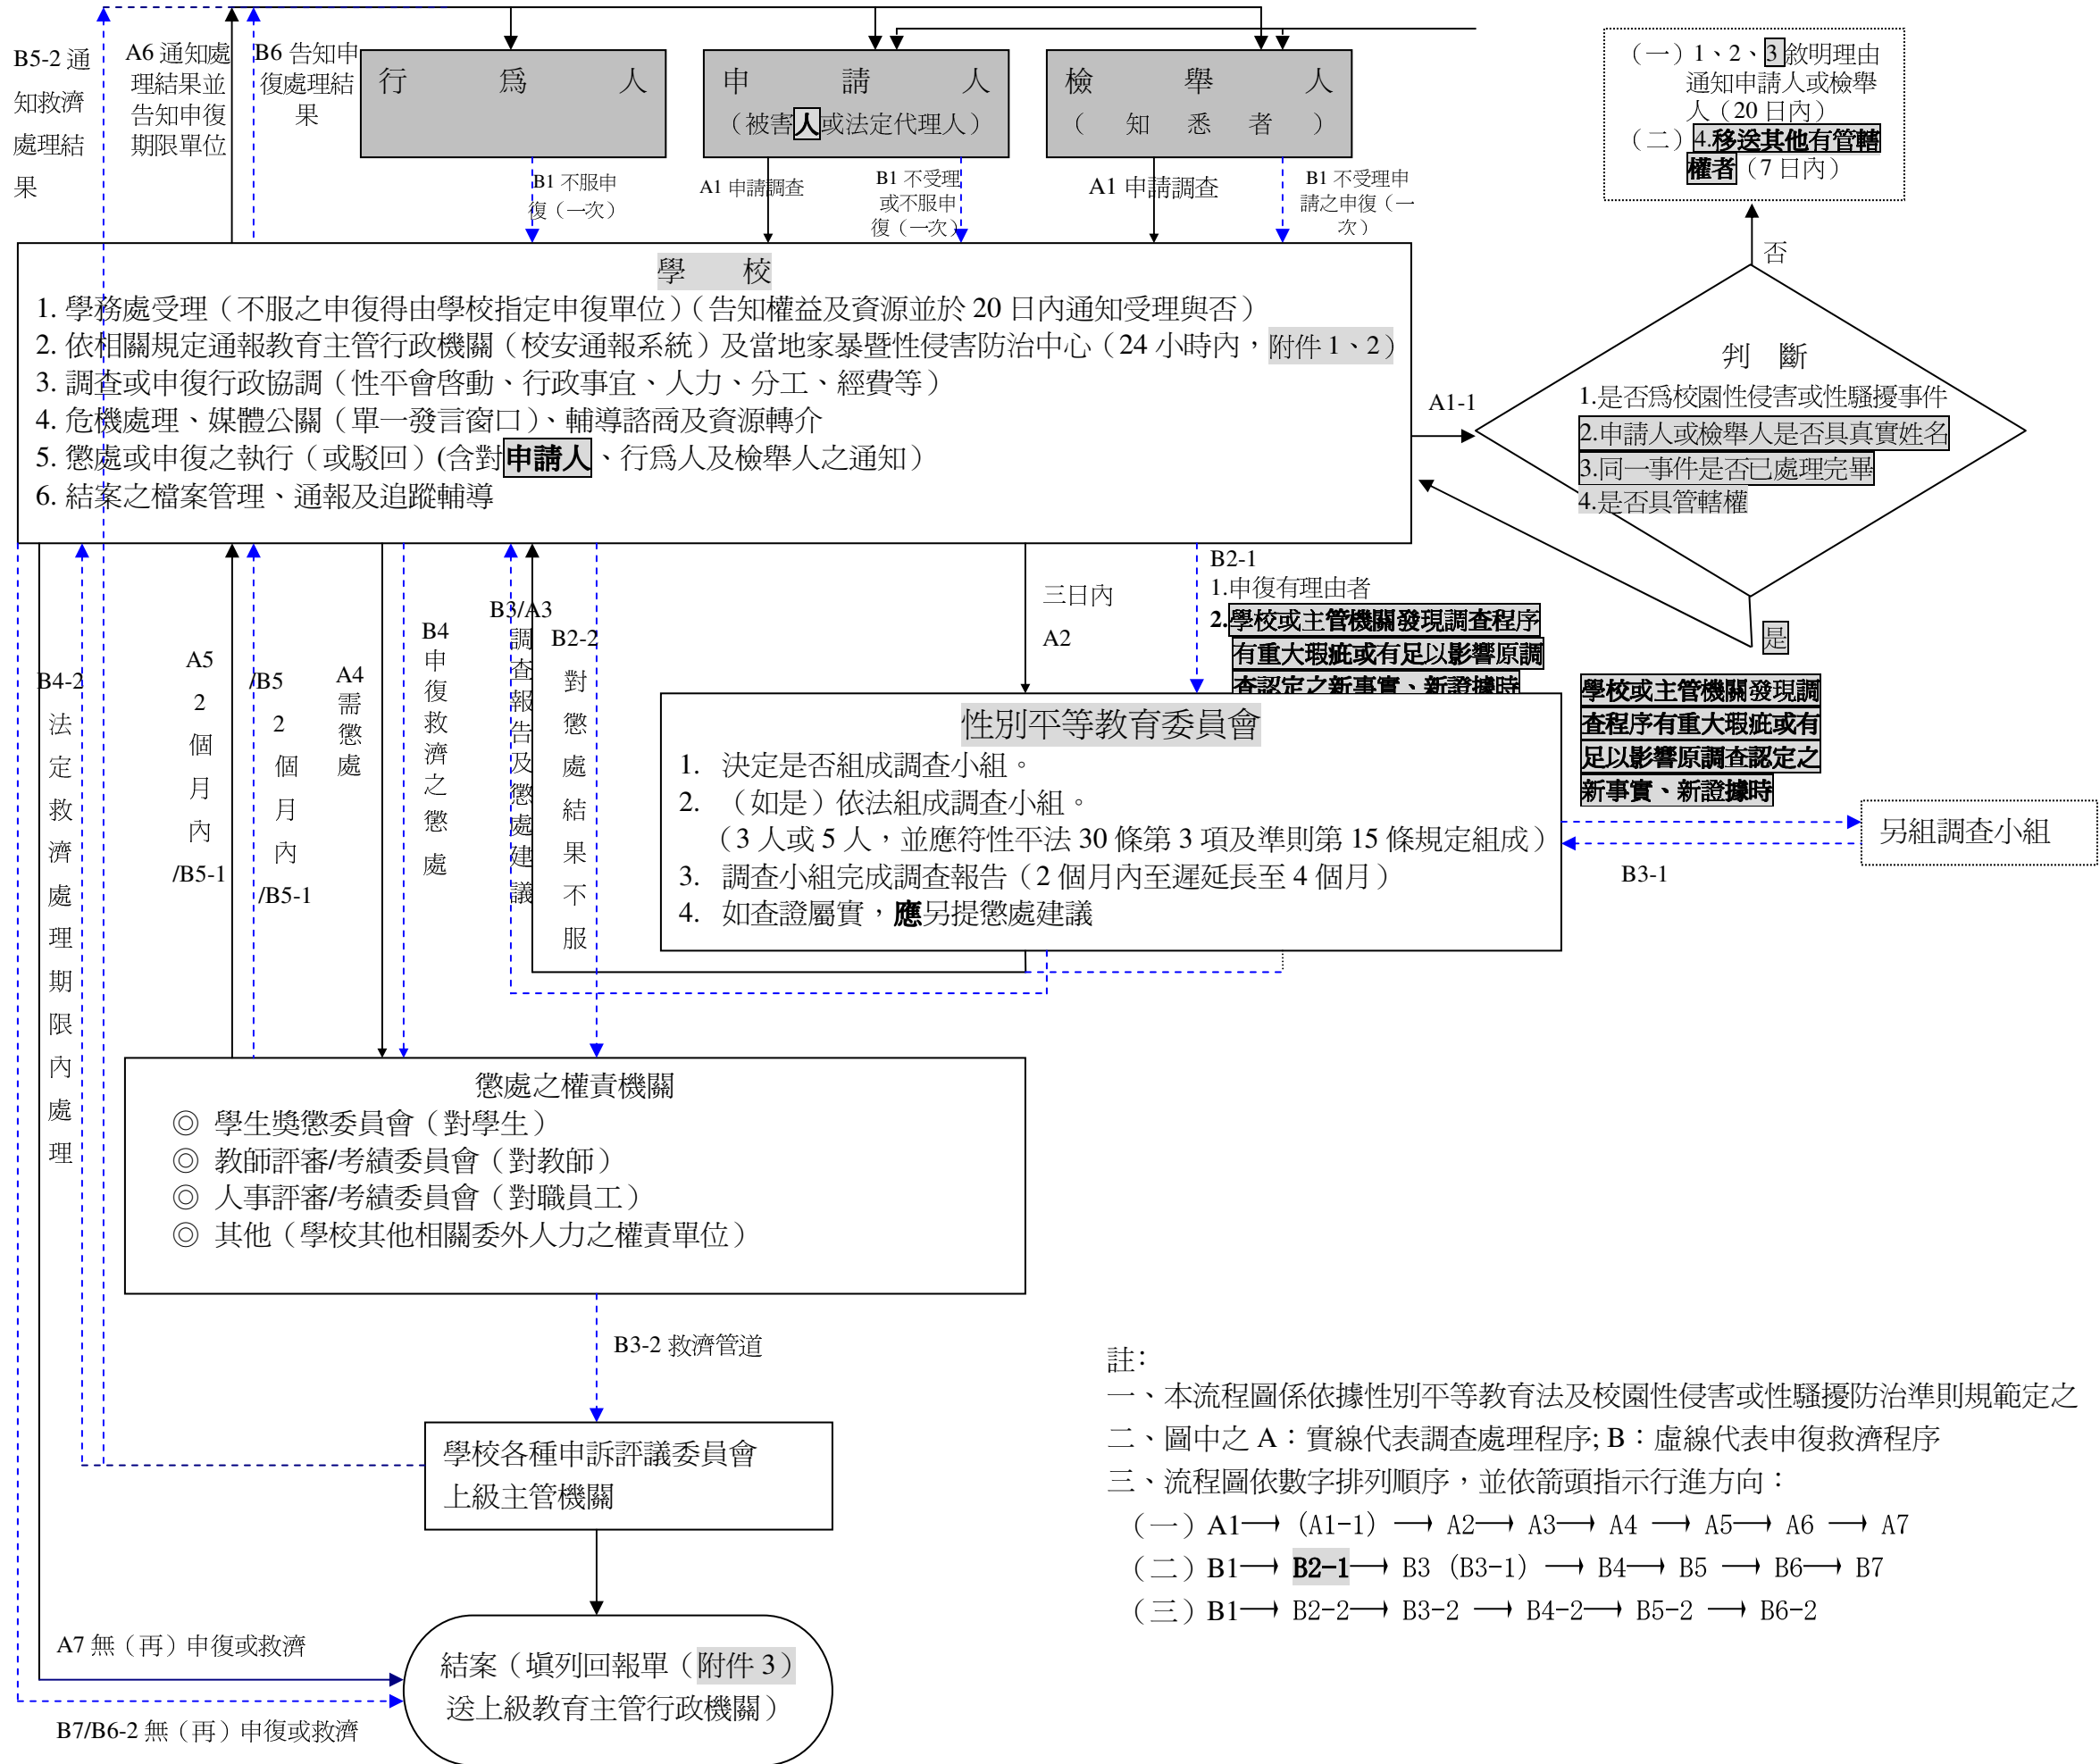 B5-2 通
知救濟
處理結
果
A6 通知處
理結果並
告知申復
期限單位
B6 告知申
復處理結
果
行 為 人
申 請 人
（被害人或法定代理人）
檢 舉 人
（ 知 悉 者 ）
（一）1、2、3 敘明理由
通知申請人或檢舉
人（20 日內）
（二）4.移送其他有管轄
權者（7 日內）
B1 不服申
復（一次）
A1 申請調查
B1 不受理
或不服申
復（一次）
A1 申請調查
B1 不受理申
請之申復（一
次）
否
學 校
1. 學務處受理（不服之申復得由學校指定申復單位）（告知權益及資源並於 20 日內通知受理與否）
2. 依相關規定通報教育主管行政機關（校安通報系統）及當地家暴暨性侵害防治中心（24 小時內，附件 1、2）
3. 調查或申復行政協調（性平會啟動、行政事宜、人力、分工、經費等）
4. 危機處理、媒體公關（單一發言窗口）、輔導諮商及資源轉介
5. 懲處或申復之執行（或駁回）(含對申請人、行為人及檢舉人之通知）
6. 結案之檔案管理、通報及追蹤輔導
A1-1
判 斷
1.是否為校園性侵害或性騷擾事件
2.申請人或檢舉人是否具真實姓名
3.同一事件是否已處理完畢
4.是否具管轄權
是
B4-2
法定救濟處理期限內處理
A5
2
個月內
/B5-1
/B5
2
個月內
/B5-1
A4
需懲處
B4
申復救濟之懲處
B3/A3
調查報告及懲處建議
B2-2
對懲處結果不服
三日內
A2
B2-1
1.申復有理由者
2.學校或主管機關發現調查程序
有重大瑕疵或有足以影響原調
查認定之新事實、新證據時
性別平等教育委員會
1. 決定是否組成調查小組。
2. （如是）依法組成調查小組。
（3 人或 5 人，並應符性平法 30 條第 3 項及準則第 15 條規定組成）
3. 調查小組完成調查報告（2 個月內至遲延長至 4 個月）
4. 如查證屬實，應另提懲處建議
學校或主管機關發現調
查程序有重大瑕疵或有
足以影響原調查認定之
新事實、新證據時
另組調查小組
B3-1
懲處之權責機關
◎ 學生獎懲委員會（對學生）
◎ 教師評審/考績委員會（對教師）
◎ 人事評審/考績委員會（對職員工）
◎ 其他（學校其他相關委外人力之權責單位）
B3-2 救濟管道
學校各種申訴評議委員會
上級主管機關
A7 無（再）申復或救濟
B7/B6-2 無（再）申復或救濟
結案（填列回報單（附件 3）
送上級教育主管行政機關）
註：
一、本流程圖係依據性別平等教育法及校園性侵害或性騷擾防治準則規範定之
二、圖中之 A：實線代表調查處理程序; B：虛線代表申復救濟程序
三、流程圖依數字排列順序，並依箭頭指示行進方向：
（一）A1→（A1-1）→ A2→ A3→ A4 → A5→ A6 → A7
（二）B1→ B2-1→ B3（B3-1）→ B4→ B5 → B6→ B7
（三）B1→ B2-2→ B3-2 → B4-2→ B5-2 → B6-2